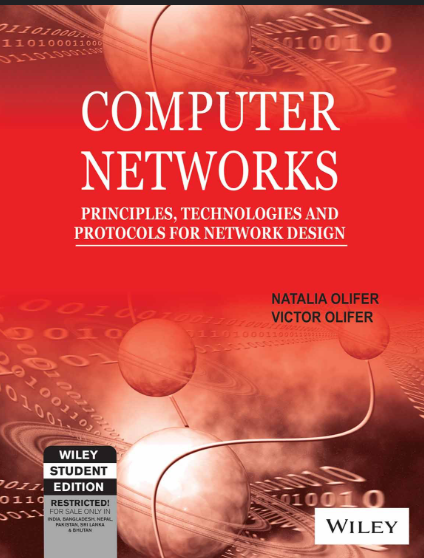 COMPUTER
NETWORKS
PRINCIPLES, TECHNOLOGIES AND
PROTOCOLS FOR NETWORK DESIGN
NATALIA OLIFER
VICTOR OLIFER
WILEY
STUDENT
EDITION
RESTRICTED!
FOR SALE ONLY IN
INDIA, BANGLADESH, NEPAL,
PAKISTAN, SRI LANKA
& BHUTAN
WILEY